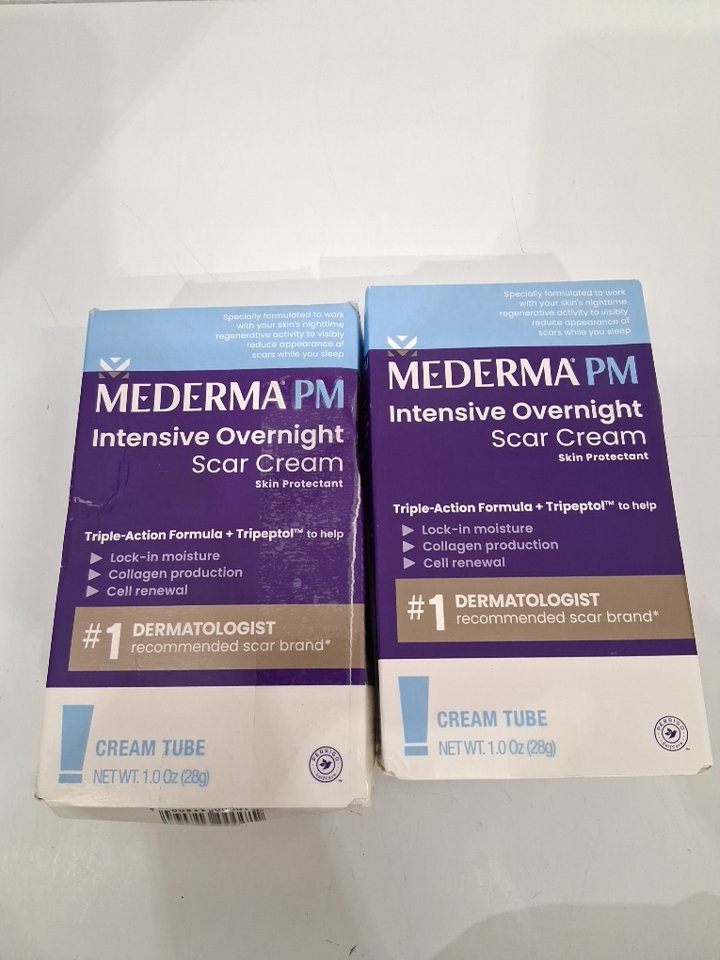 Specially formulated to work
with your skin's nighttime
regenerative activity to visibly
reduce appearance of
scars while you sleep
MEDERMA® PM
Intensive Overnight
Scar Cream
Skin Protectant
Triple-Action Formula + Tripeptol™ to help
Lock-in moisture
Collagen production
Cell renewal
#1 DERMATOLOGIST
recommended scar brand*
CREAM TUBE
NET WT. 1.0 Oz (28g)
PERRIGO
Specially formulated to work
with your skin's nighttime
regenerative activity to visibly
reduce appearance of
scars while you sleep
MEDERMA® PM
Intensive Overnight
Scar Cream
Skin Protectant
Triple-Action Formula + Tripeptol™ to help
Lock-in moisture
Collagen production
Cell renewal
#1 DERMATOLOGIST
recommended scar brand*
CREAM TUBE
NET WT. 1.0 Oz (28g)
PERRIGO